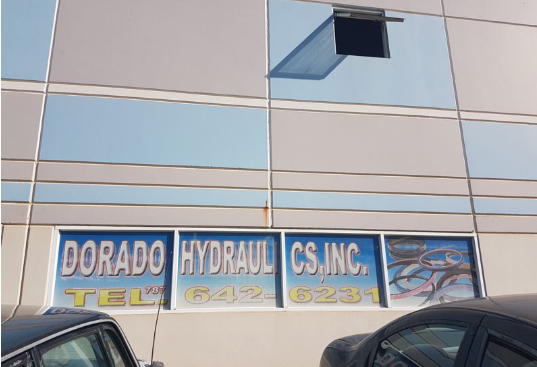 DORADO HYDRAULICS, INC.
TEL. 787 642-6231